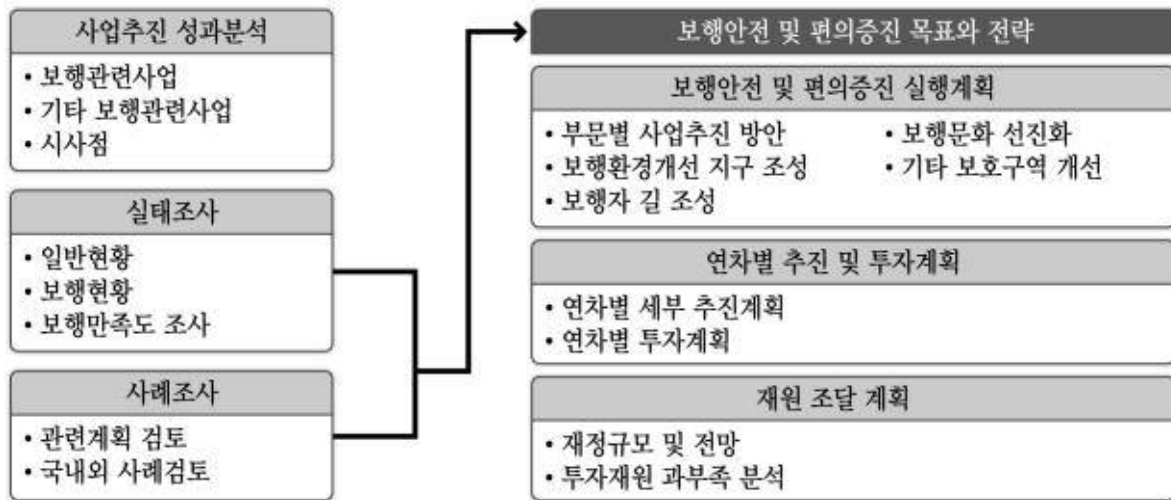 사업추진 성과분석
• 보행관련사업
• 기타 보행관련사업
• 시사점
실태조사
• 일반현황
• 보행현황
• 보행만족도 조사
사례조사
• 관련계획 검토
• 국내외 사례검토
보행안전 및 편의증진 목표와 전략
보행안전 및 편의증진 실행계획
• 부문별 사업추진 방안
• 보행환경개선 지구 조성
• 보행자 길 조성
• 보행문화 선진화
• 기타 보호구역 개선
연차별 추진 및 투자계획
• 연차별 세부 추진계획
• 연차별 투자계획
재원 조달 계획
• 재정규모 및 전망
• 투자재원 과부족 분석